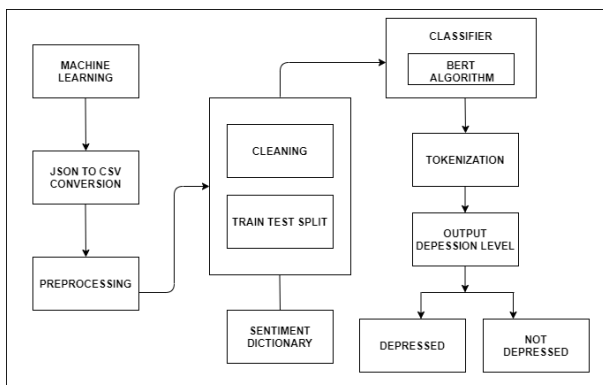 MACHINE
LEARNING
JSON TO CSV
CONVERSION
PREPROCESSING
CLEANING
TRAIN TEST SPLIT
SENTIMENT
DICTIONARY
CLASSIFIER
BERT
ALGORITHM
TOKENIZATION
OUTPUT
DEPESSION LEVEL
DEPRESSED
NOT
DEPRESSED